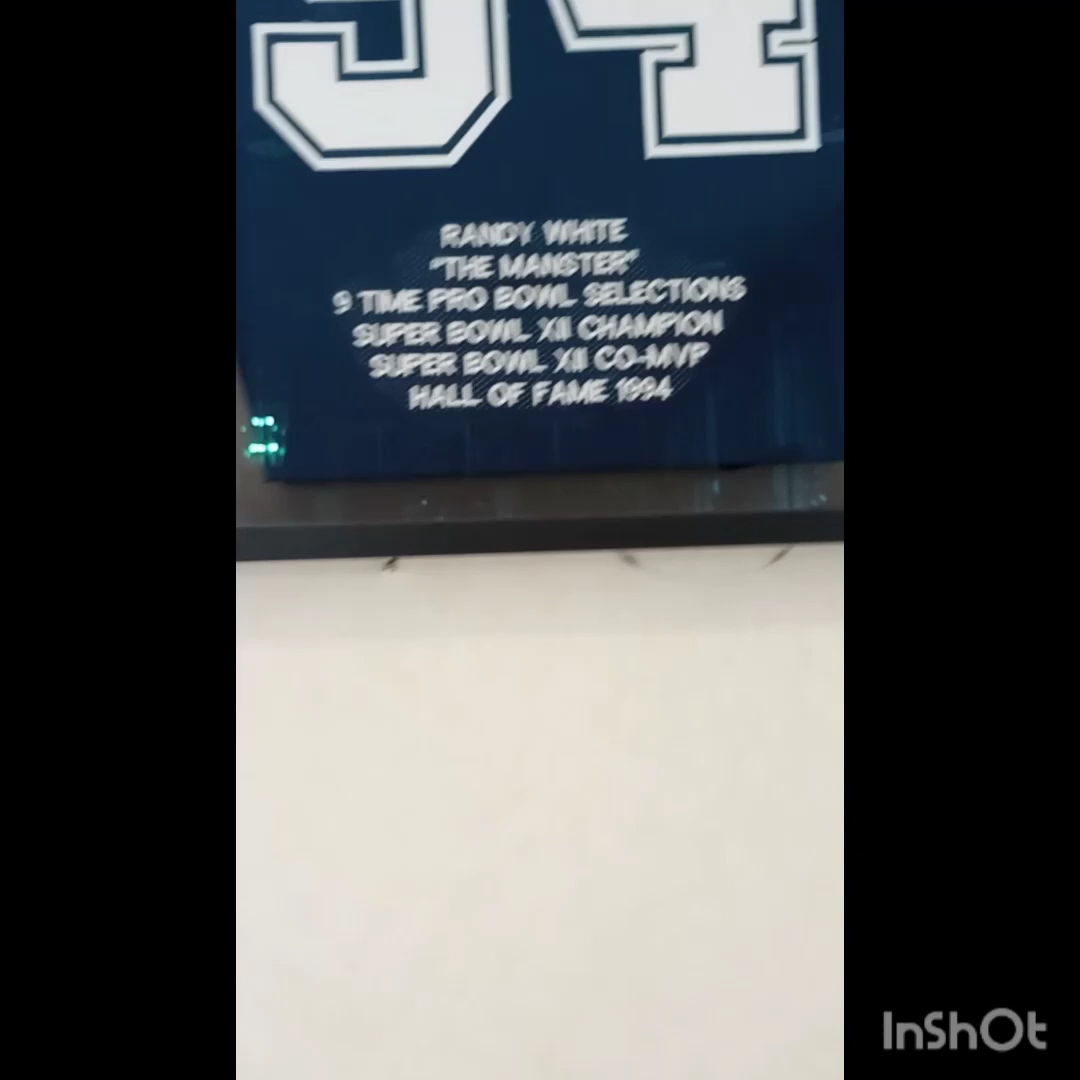 54
RANDY WHITE
"THE MANSTER"
9 TIME PRO BOWL SELECTIONS
SUPER BOWL XII CHAMPION
SUPER BOWL XII CO-MVP
HALL OF FAME 1994
InShOt